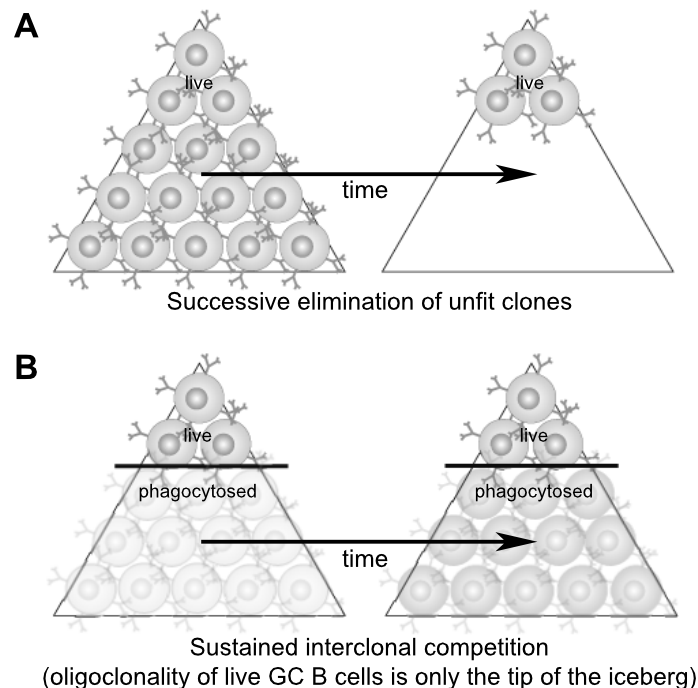 A
live
live
time
Successive elimination of unfit clones
B
live
live
phagocytosed
phagocytosed
time
Sustained interclonal competition
(oligoclonality of live GC B cells is only the tip of the iceberg)